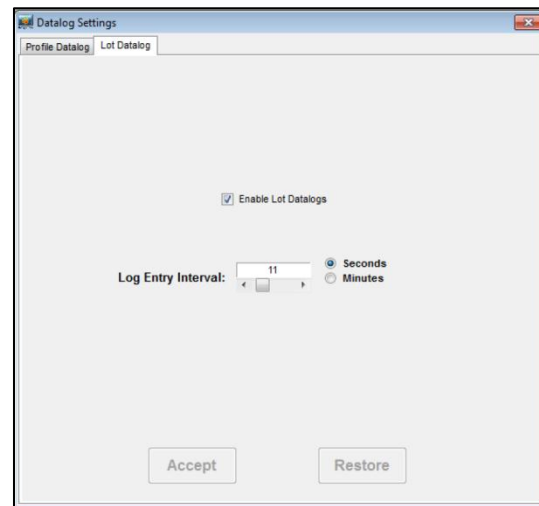 Datalog Settings
Profile Datalog Lot Datalog
Enable Lot Datalogs
Log Entry Interval: 11 Seconds
Minutes
Accept Restore